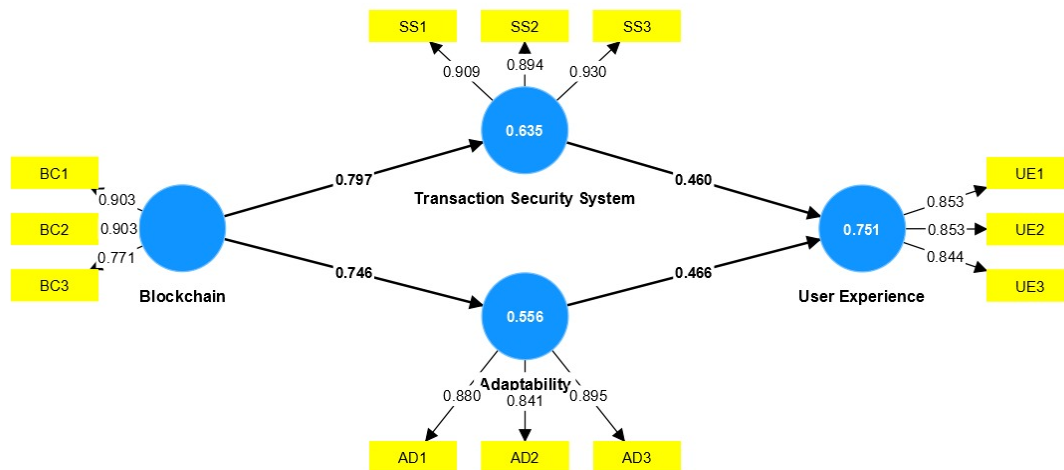 SS1 SS2 SS3
0.909 0.894 0.930
0.635
Transaction Security System
BC1
BC2
BC3
0.903
0.903
0.771
Blockchain
0.797
0.746
0.460
0.466
UE1
UE2
UE3
0.853
0.853
0.844
0.751
User Experience
0.556
Adaptability
0.880 0.841 0.895
AD1 AD2 AD3